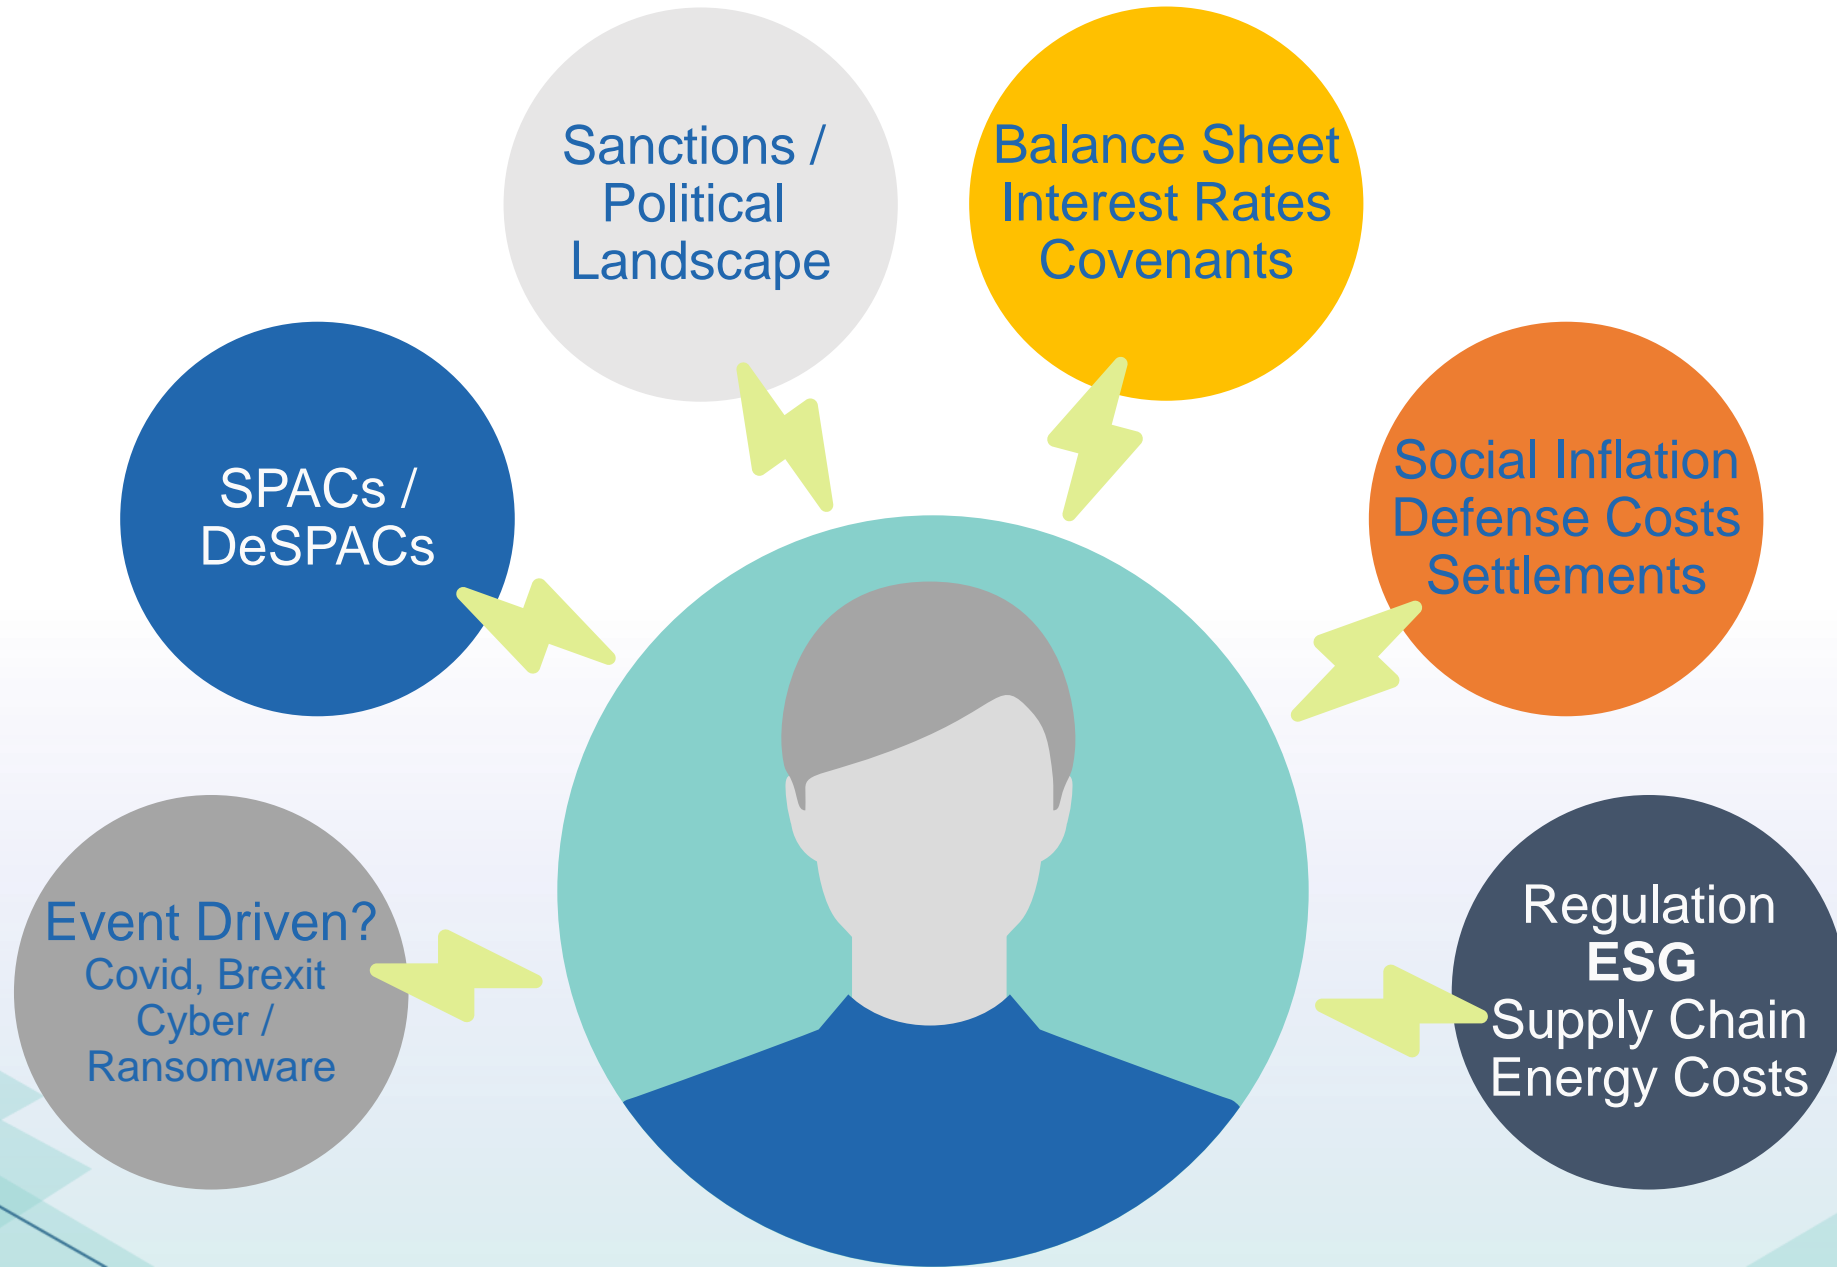 Sanctions /
Political
Landscape
Balance Sheet
Interest Rates
Covenants
SPACs /
DeSPACs
Social Inflation
Defense Costs
Settlements
Event Driven?
Covid, Brexit
Cyber /
Ransomware
Regulation
ESG
Supply Chain
Energy Costs